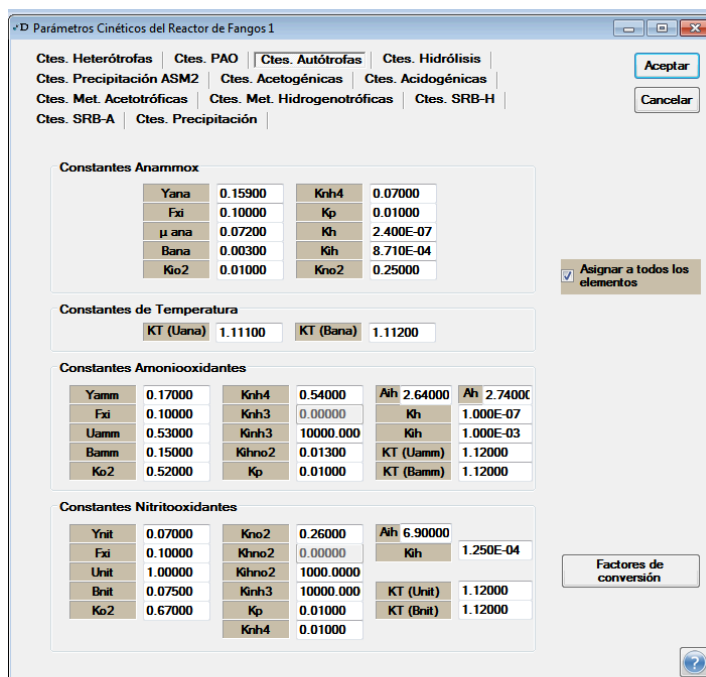 D Parámetros Cinéticos del Reactor de Fangos 1
Ctes. Heterótrofas Ctes. PAO Ctes. Autótrofas Ctes. Hidrólisis
Aceptar
Ctes. Precipitación ASM2 Ctes. Acetogénicas Ctes. Acidogénicas
Ctes. Met. Acetotróficas Ctes. Met. Hidrogenotróficas Ctes. SRB-H
Cancelar
Ctes. SRB-A Ctes. Precipitación
Constantes Anammox
Yana 0.15900 Knh4 0.07000
Fxi 0.10000 Kp 0.01000
µ ana 0.07200 Kh 2.400E-07
Bana 0.00300 Kih 8.710E-04
Kio2 0.01000 Kno2 0.25000
Asignar a todos los
elementos
Constantes de Temperatura
KT (Uana) 1.11100 KT (Bana) 1.11200
Constantes Amoniooxidantes
Yamm 0.17000 Knh4 0.54000 Aih 2.64000 Ah 2.7400
Fxi 0.10000 Knh3 0.00000 Kh 1.000E-07
Uamm 0.53000 Kinh3 10000.000 Kih 1.000E-03
Bamm 0.15000 Kihno2 0.01300 KT (Uamm) 1.12000
Ko2 0.52000 Kp 0.01000 KT (Bamm) 1.12000
Constantes Nitritooxidantes
Ynit 0.07000 Kno2 0.26000 Aih 6.90000
Fxi 0.10000 Khno2 0.00000 Kih 1.250E-04
Unit 1.00000 Kihno2 1000.0000
Bnit 0.07500 Kinh3 10000.000 KT (Unit) 1.12000
Ko2 0.67000 Kp 0.01000 KT (Bnit) 1.12000
Knh4 0.01000
Factores de
conversión
?